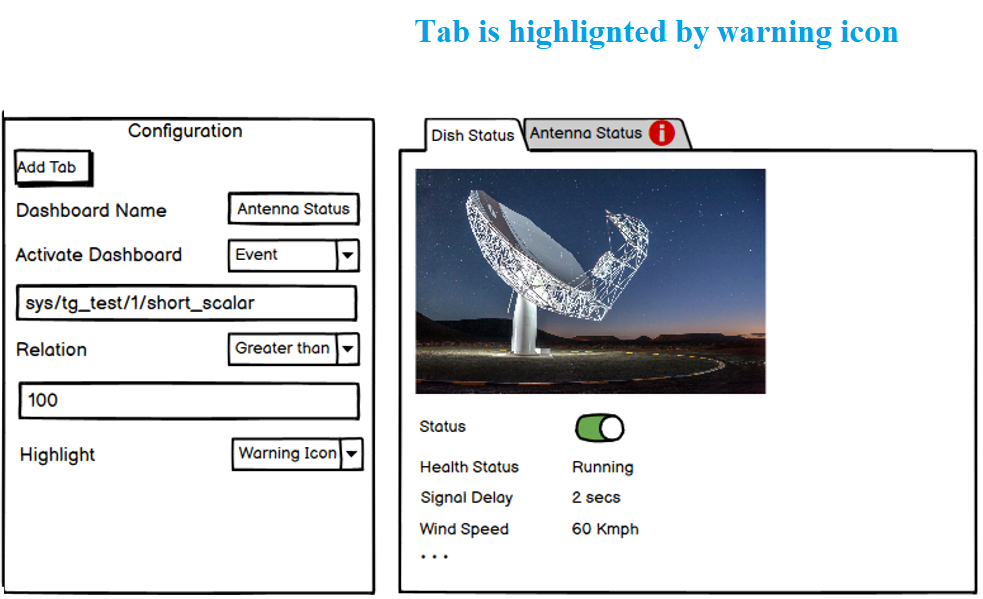 Tab is highlignted by warning icon
Configuration
Add Tab
Dashboard Name Antenna Status
Activate Dashboard Event
sys/tg_test/1/short_scalar
Relation Greater than
100
Highlight Warning Icon
Dish Status Antenna Status i
Status
Health Status Running
Signal Delay 2 secs
Wind Speed 60 Kmph
...